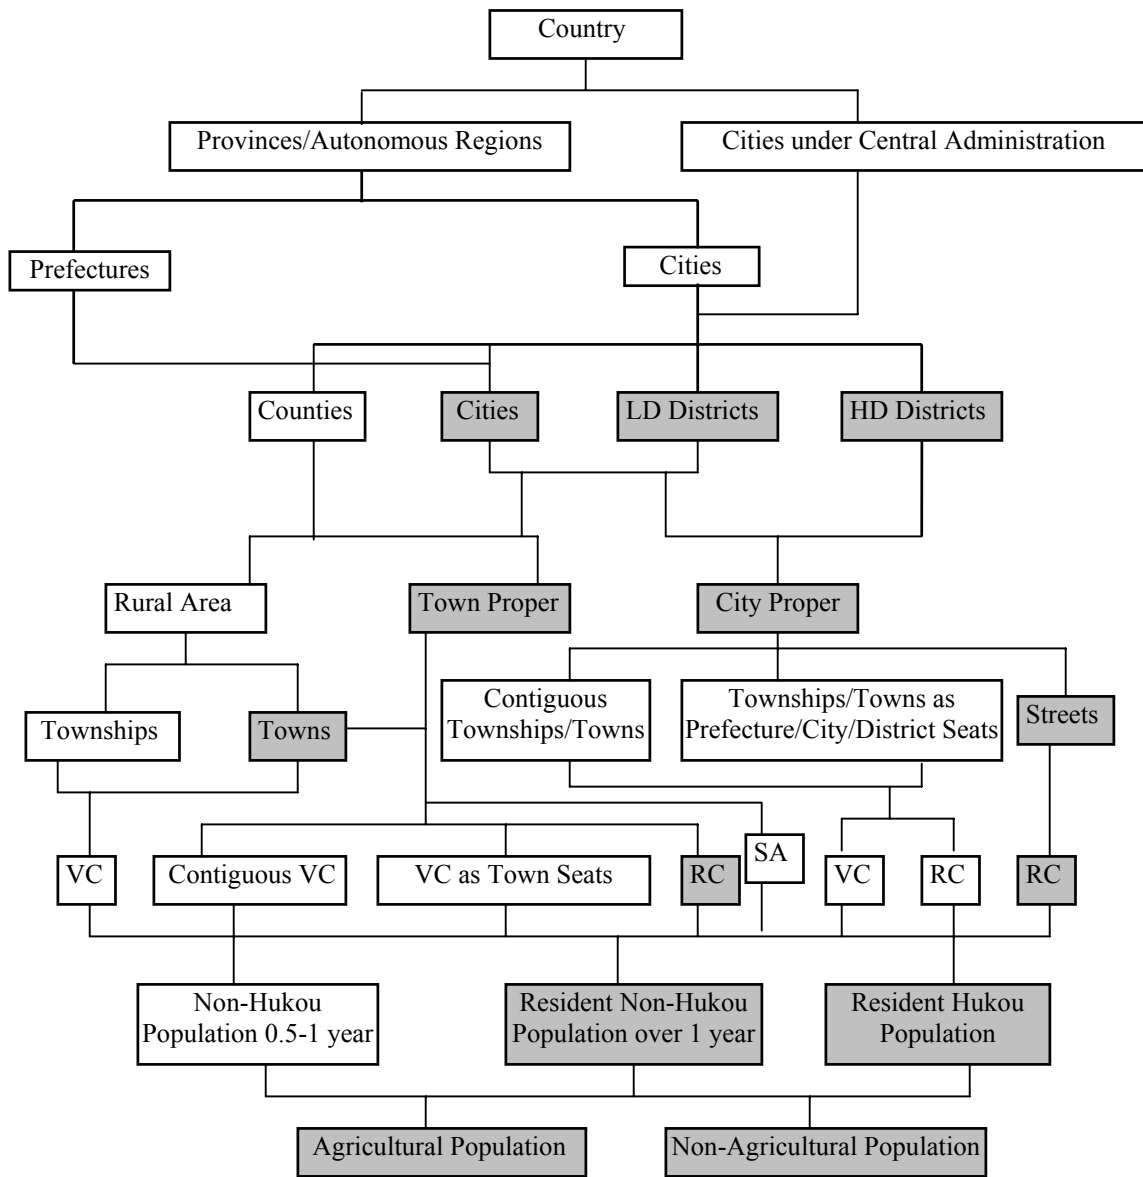 Country
Provinces/Autonomous Regions
Cities under Central Administration
Prefectures
Cities
Counties
Cities
LD Districts
HD Districts
Rural Area
Town Proper
City Proper
Contiguous
Townships/Towns
Townships/Towns as
Prefecture/City/District Seats
Streets
Townships
Towns
VC
Contiguous VC
VC as Town Seats
RC
SA
VC
RC
RC
Non-Hukou
Population 0.5-1 year
Resident Non-Hukou
Population over 1 year
Resident Hukou
Population
Agricultural Population
Non-Agricultural Population